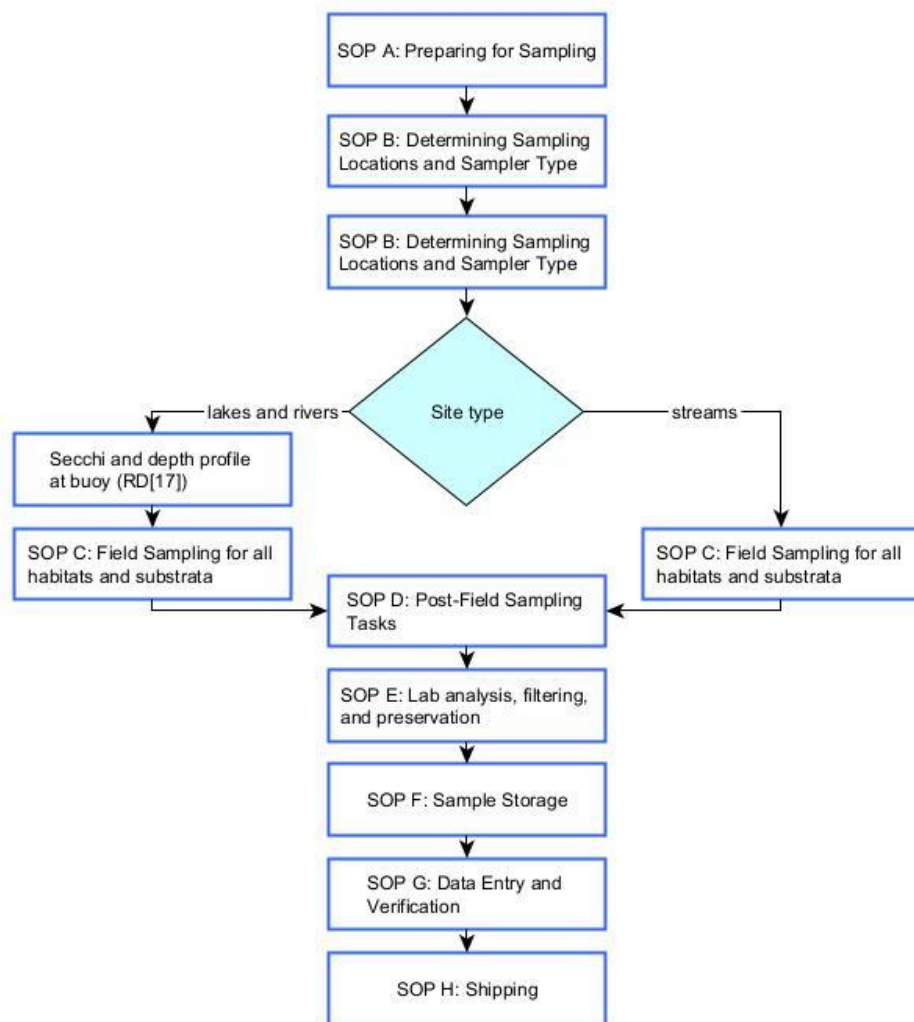 SOP A: Preparing for Sampling
SOP B: Determining Sampling
Locations and Sampler Type
SOP B: Determining Sampling
Locations and Sampler Type
Site type
lakes and rivers
streams
Secchi and depth profile
at buoy (RD[17])
SOP C: Field Sampling for all
habitats and substrata
SOP C: Field Sampling for all
habitats and substrata
SOP D: Post-Field Sampling
Tasks
SOP E: Lab analysis, filtering,
and preservation
SOP F: Sample Storage
SOP G: Data Entry and
Verification
SOP H: Shipping